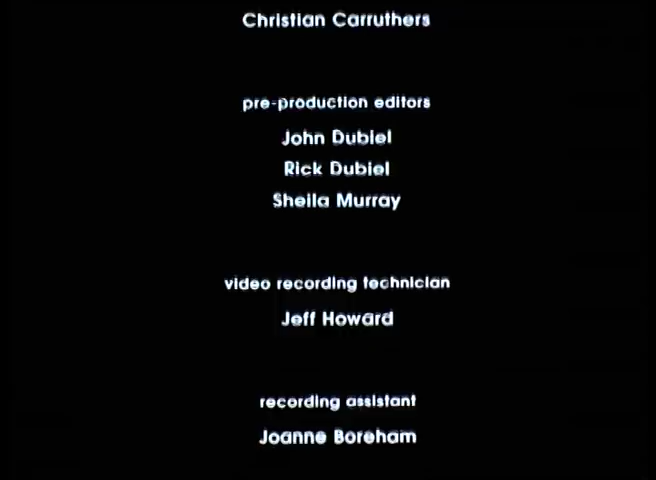 Christian Carruthers
pre-production editors
John Dubiel
Rick Dubiel
Sheila Murray
video recording technician
Jeff Howard
recording assistant
Joanne Boreham